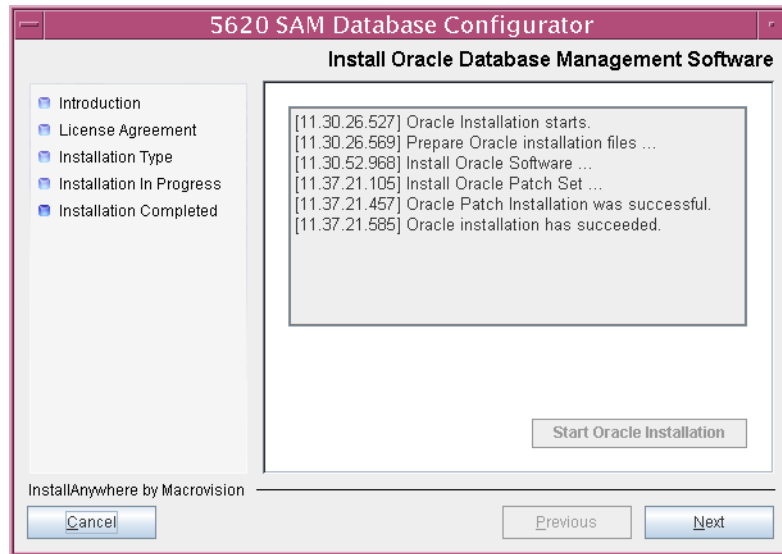 5620 SAM Database Configurator
Install Oracle Database Management Software
Introduction
License Agreement
Installation Type
Installation In Progress
Installation Completed
[11.30.26.527] Oracle Installation starts.
[11.30.26.569] Prepare Oracle installation files ...
[11.30.52.968] Install Oracle Software ...
[11.37.21.105] Install Oracle Patch Set ...
[11.37.21.457] Oracle Patch Installation was successful.
[11.37.21.585] Oracle installation has succeeded.
Start Oracle Installation
InstallAnywhere by Macrovision
Cancel
Previous
Next